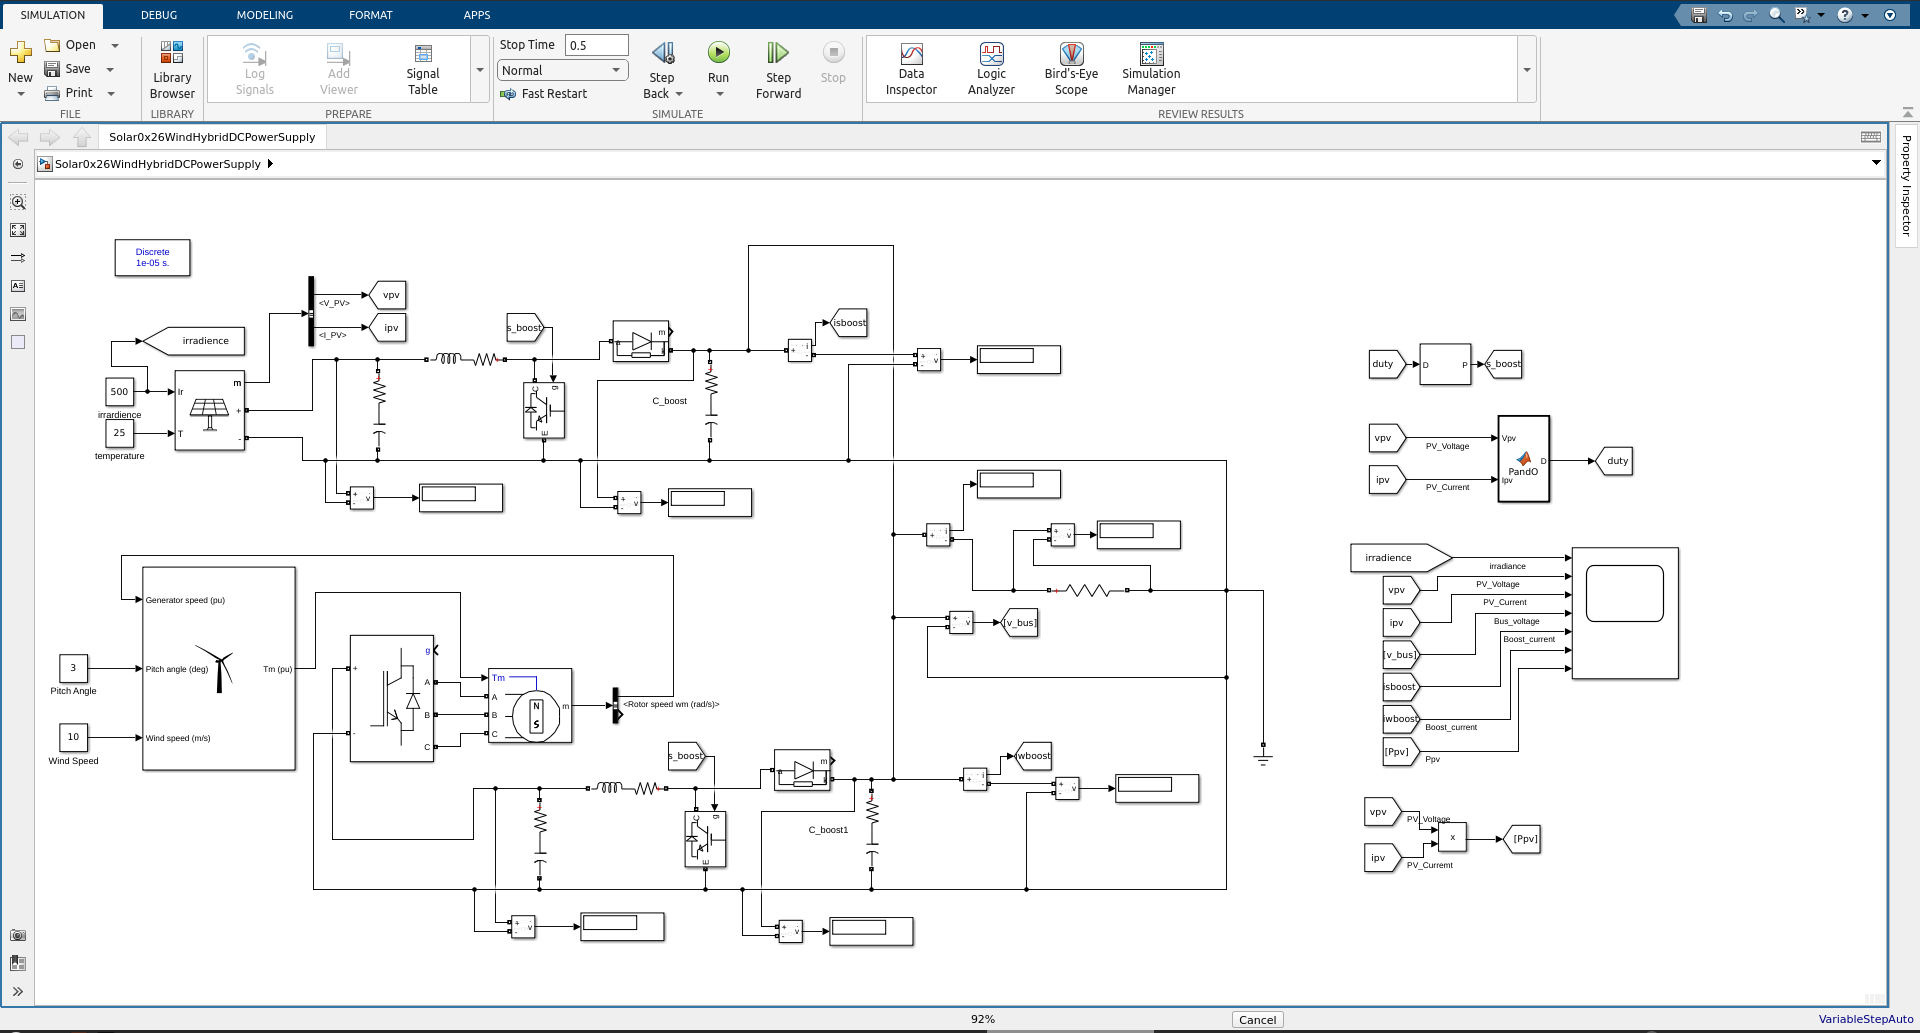 SIMULATION DEBUG MODELING FORMAT APPS
New
Open
Save
Print
FILE
Library
Browser
LIBRARY
Log
Signals
Add
Viewer
Signal
Table
PREPARE
Stop Time 0.5
Normal
Fast Restart
Step
Back
Run
Step
Forward
Stop
SIMULATE
Data
Inspector
Logic
Analyzer
Bird's-Eye
Scope
Simulation
Manager
REVIEW RESULTS
Solar0x26WindHybridDCPowerSupply
Solar0x26WindHybridDCPowerSupply
Property Inspector
Discrete
1e-05 s.
<V_PV>
vpv
<I_PV>
ipv
irradience
500
irrardience
25
temperature
Ir
T
m
+
-
s_boost
g
C
E
a
m
k
C_boost
+
i
isboost
+
-
v
+
-
v
+
-
v
+
i
+
-
v
+
-
v
[v_bus]
Generator speed (pu)
Pitch angle (deg)
Wind speed (m/s)
Tm (pu)
3
Pitch Angle
10
Wind Speed
g
+
-
A
B
C
Tm
A
B
C
N
S
m
<Rotor speed wm (rad/s)>
s_boost
g
C
E
a
m
k
C_boost1
+
i
iwboost
+
-
v
+
-
v
+
-
v
duty
D
P
s_boost
vpv
PV_Voltage
ipv
PV_Current
Vpv
PandO
Ipv
D
duty
irradience
irradiance
vpv
PV_Voltage
ipv
PV_Current
[v_bus]
Bus_voltage
isboost
Boost_current
iwboost
Boost_current
[Ppv]
Ppv
vpv
PV_Voltage
ipv
PV_Curremt
x
[Ppv]
92%
Cancel
VariableStepAuto